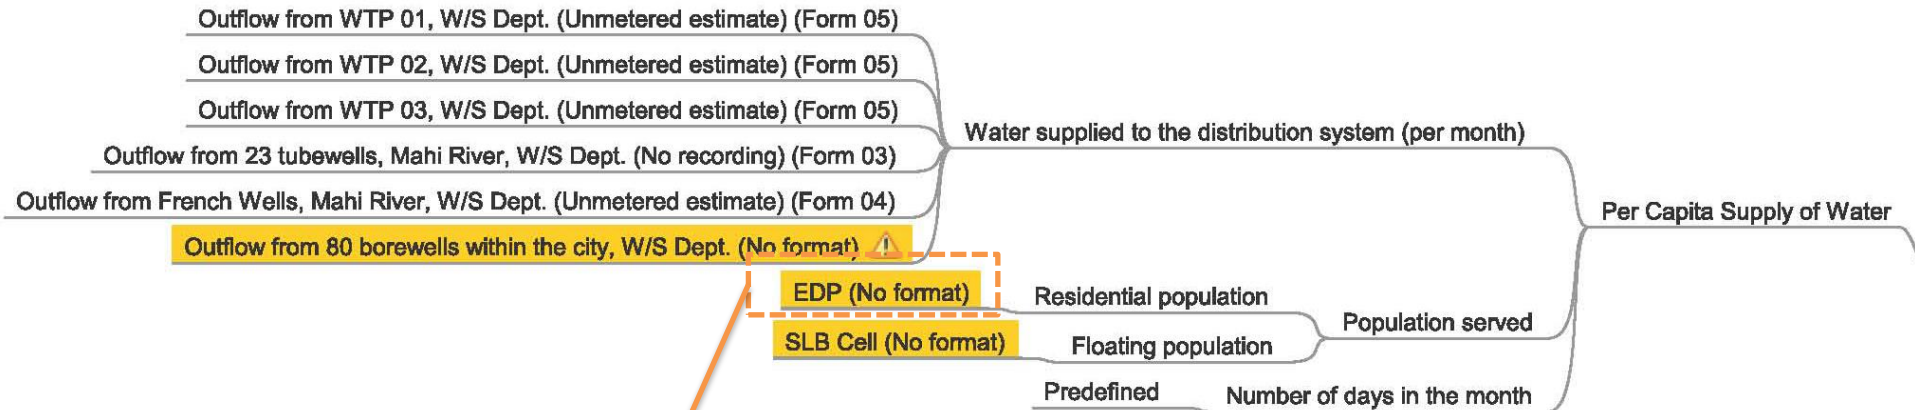 Outflow from WTP 01, W/S Dept. (Unmetered estimate) (Form 05)
Outflow from WTP 02, W/S Dept. (Unmetered estimate) (Form 05)
Outflow from WTP 03, W/S Dept. (Unmetered estimate) (Form 05)
Outflow from 23 tubewells, Mahi River, W/S Dept. (No recording) (Form 03)
Outflow from French Wells, Mahi River, W/S Dept. (Unmetered estimate) (Form 04)
Outflow from 80 borewells within the city, W/S Dept. (No format)
Water supplied to the distribution system (per month)
EDP (No format)
Residential population
SLB Cell (No format)
Floating population
Population served
Predefined
Number of days in the month
Per Capita Supply of Water